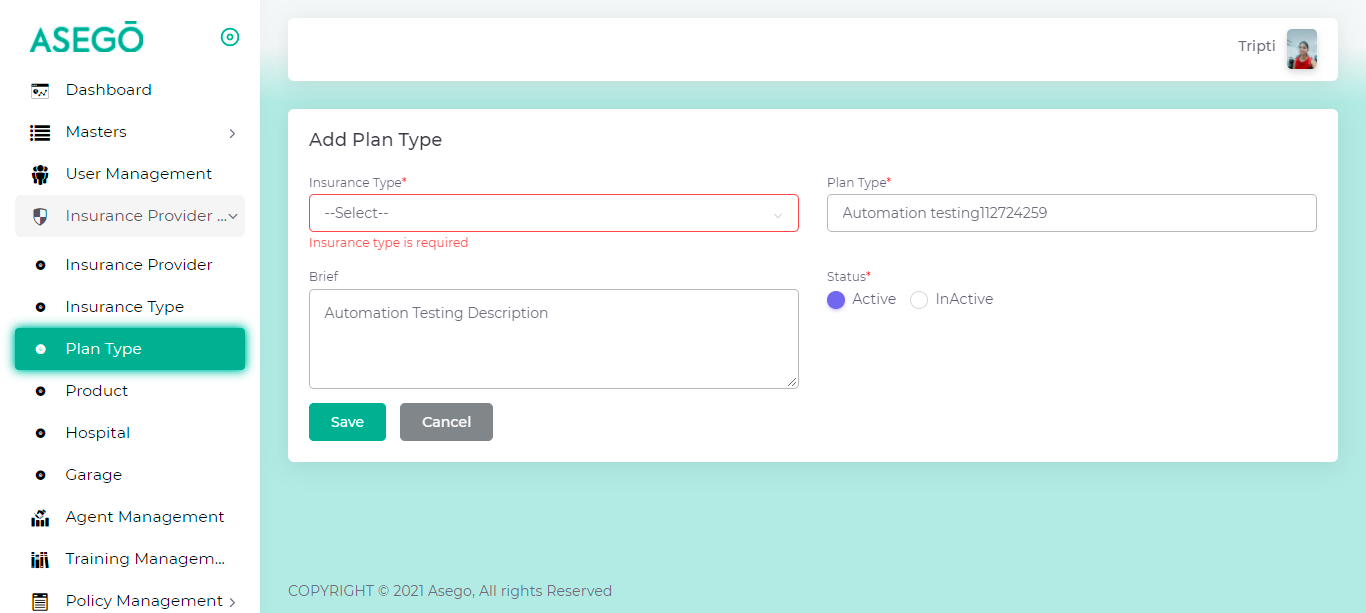 ASEGŌ
Dashboard
Masters
User Management
Insurance Provider ...
Insurance Provider
Insurance Type
Plan Type
Product
Hospital
Garage
Agent Management
Training Managem...
Policy Management
Tripti
Add Plan Type
Insurance Type*
--Select--
Insurance type is required
Plan Type*
Automation testing112724259
Brief
Automation Testing Description
Status*
Active InActive
Save Cancel
COPYRIGHT © 2021 Asego, All rights Reserved